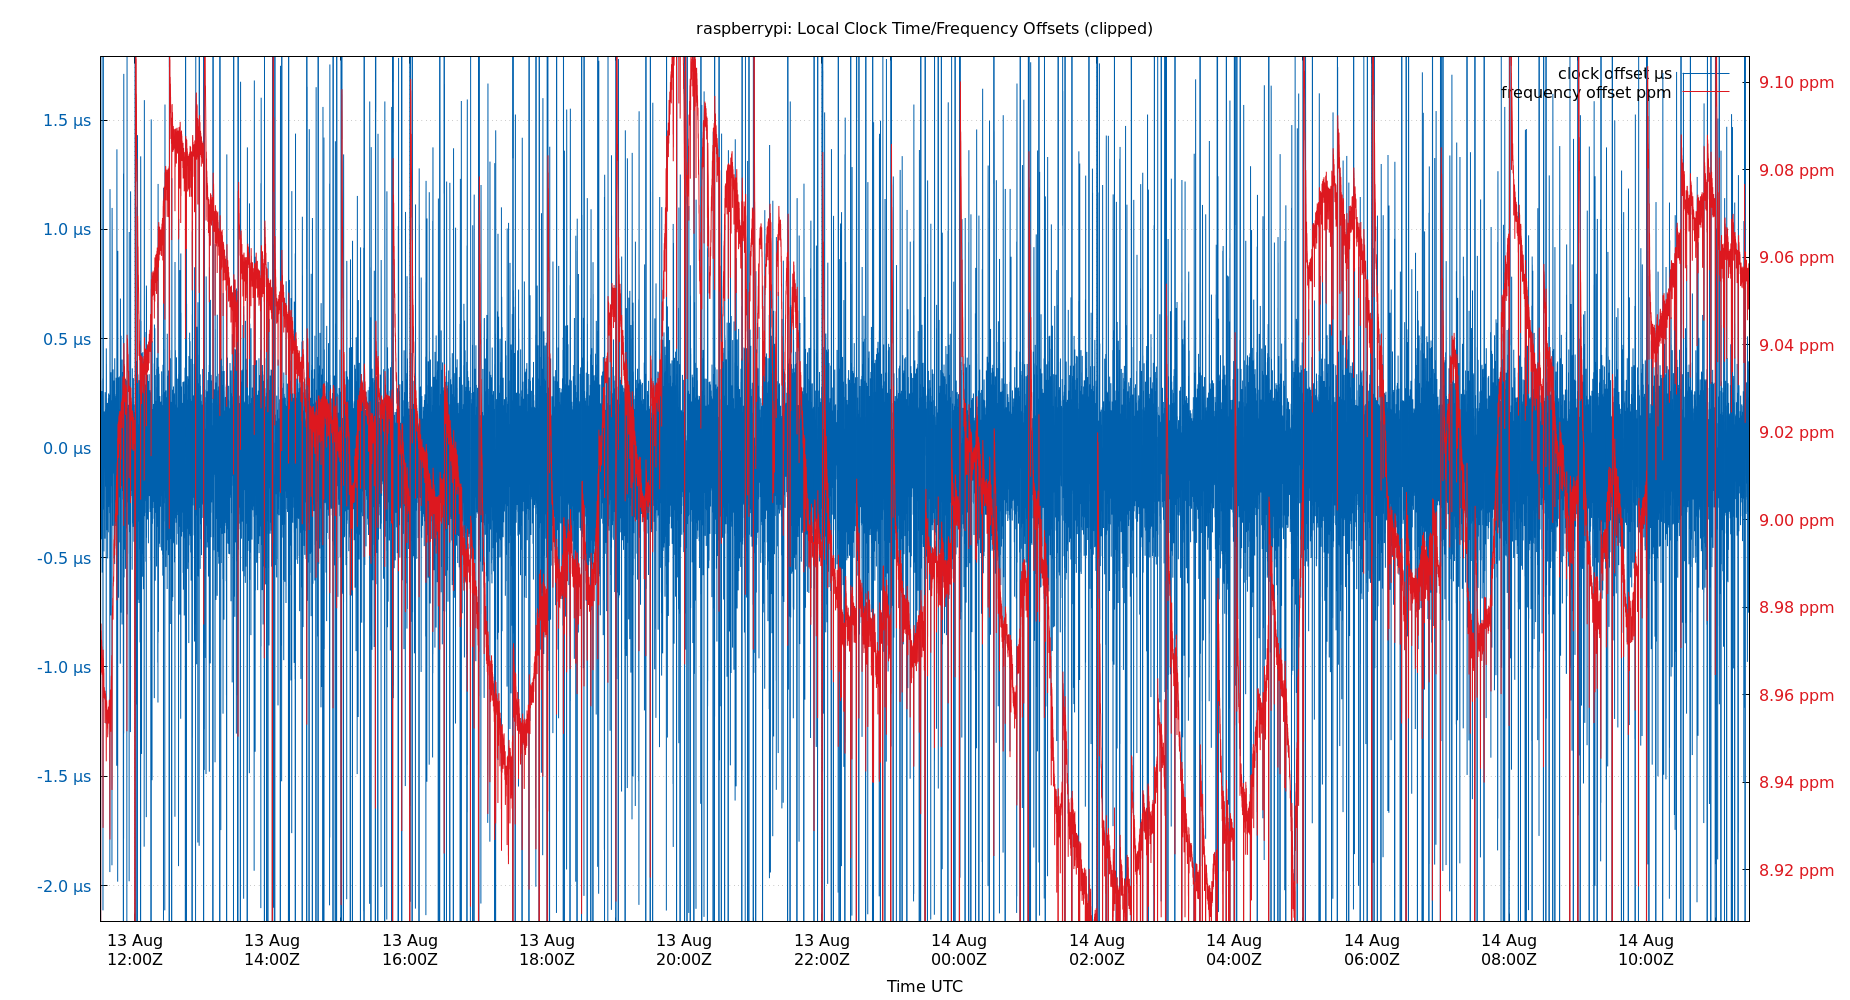 raspberrypi: Local Clock Time/Frequency Offsets (clipped)
clock offset µs
frequency offset ppm
1.5 µs
1.0 µs
0.5 µs
0.0 µs
-0.5 µs
-1.0 µs
-1.5 µs
-2.0 µs
9.10 ppm
9.08 ppm
9.06 ppm
9.04 ppm
9.02 ppm
9.00 ppm
8.98 ppm
8.96 ppm
8.94 ppm
8.92 ppm
13 Aug
12:00Z
13 Aug
14:00Z
13 Aug
16:00Z
13 Aug
18:00Z
13 Aug
20:00Z
13 Aug
22:00Z
14 Aug
00:00Z
14 Aug
02:00Z
14 Aug
04:00Z
14 Aug
06:00Z
14 Aug
08:00Z
14 Aug
10:00Z
Time UTC